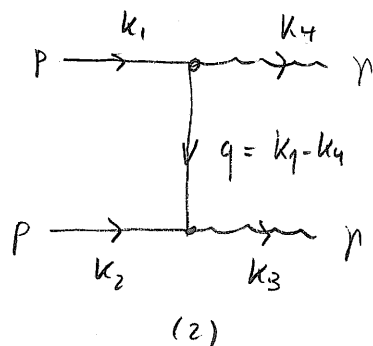 k₁ k₄
p γ
q = k₁-k₄
p γ
k₂ k₃
(2)